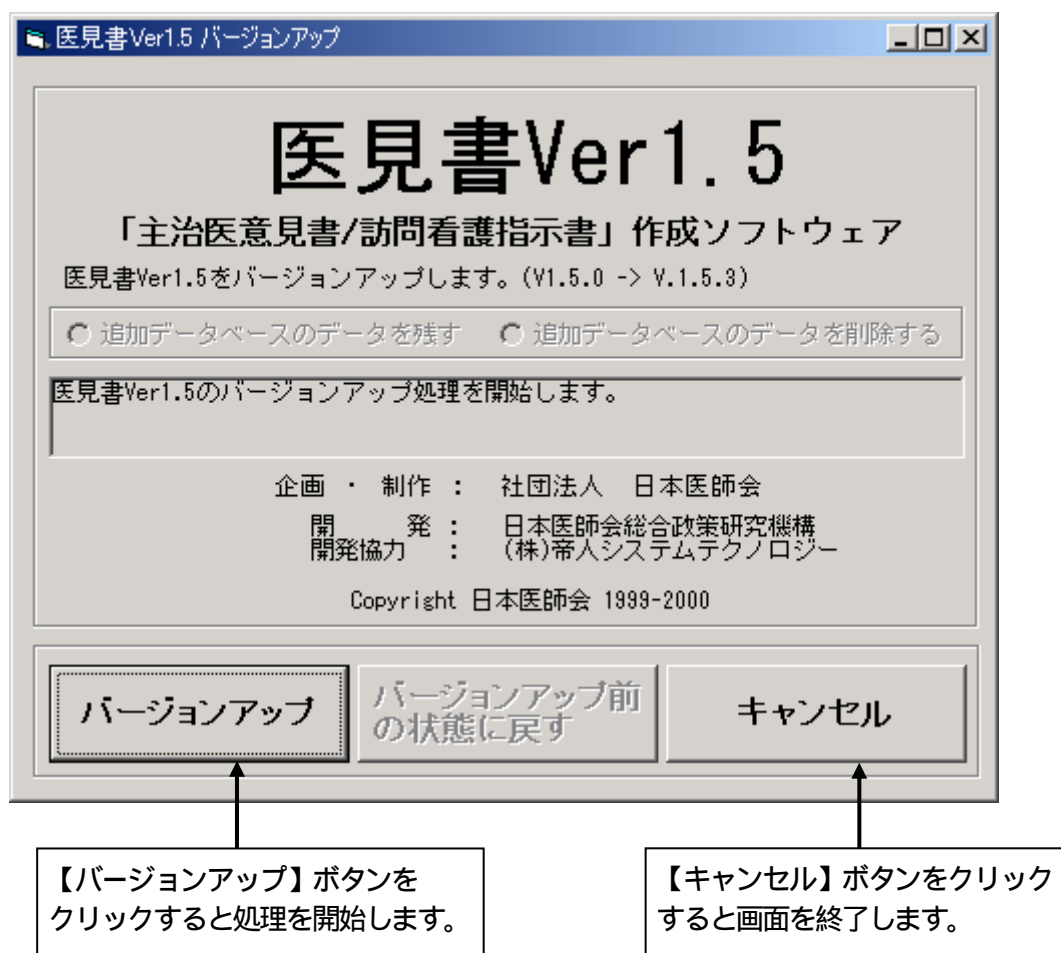 医見書Ver1.5 バージョンアップ
医見書Ver1.5
「主治医意見書/訪問看護指示書」作成ソフトウェア
医見書Ver1.5をバージョンアップします。(V1.5.0 -> V.1.5.3)
追加データベースのデータを残す 追加データベースのデータを削除する
医見書Ver1.5のバージョンアップ処理を開始します。
企画 ・ 制作 : 社団法人 日本医師会
開 発 : 日本医師会総合政策研究機構
開発協力 : (株)帝人システムテクノロジー
Copyright 日本医師会 1999-2000
バージョンアップ
バージョンアップ前
の状態に戻す
キャンセル
【バージョンアップ】ボタンを
クリックすると処理を開始します。
【キャンセル】ボタンをクリック
すると画面を終了します。